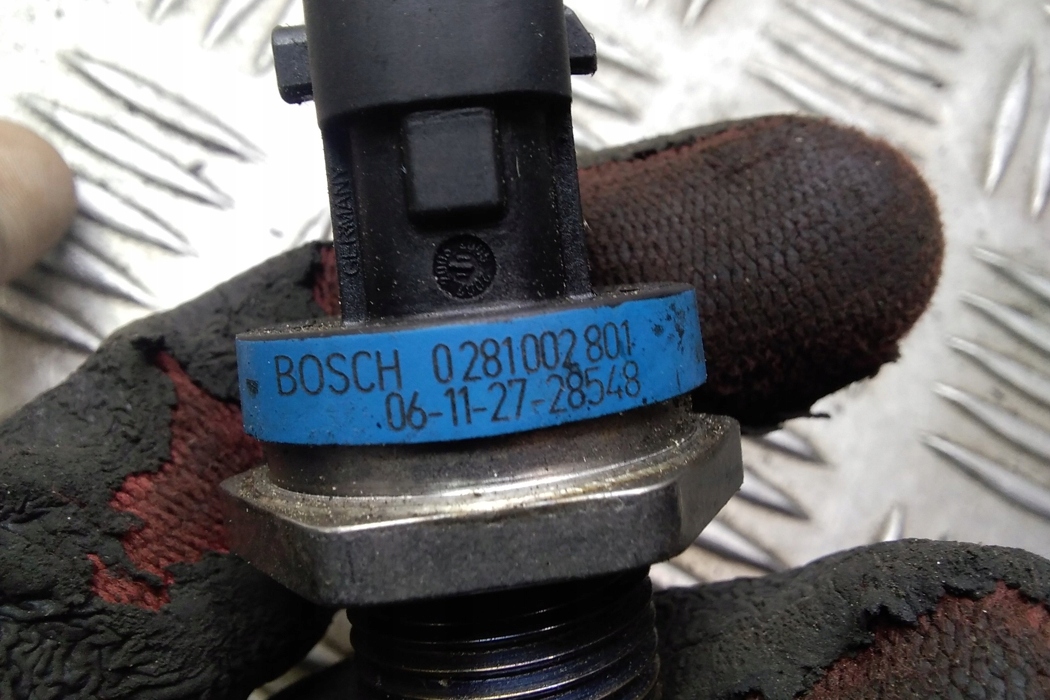 GERMANY
BOSCH 0 281 002 801
06-11-27-28548